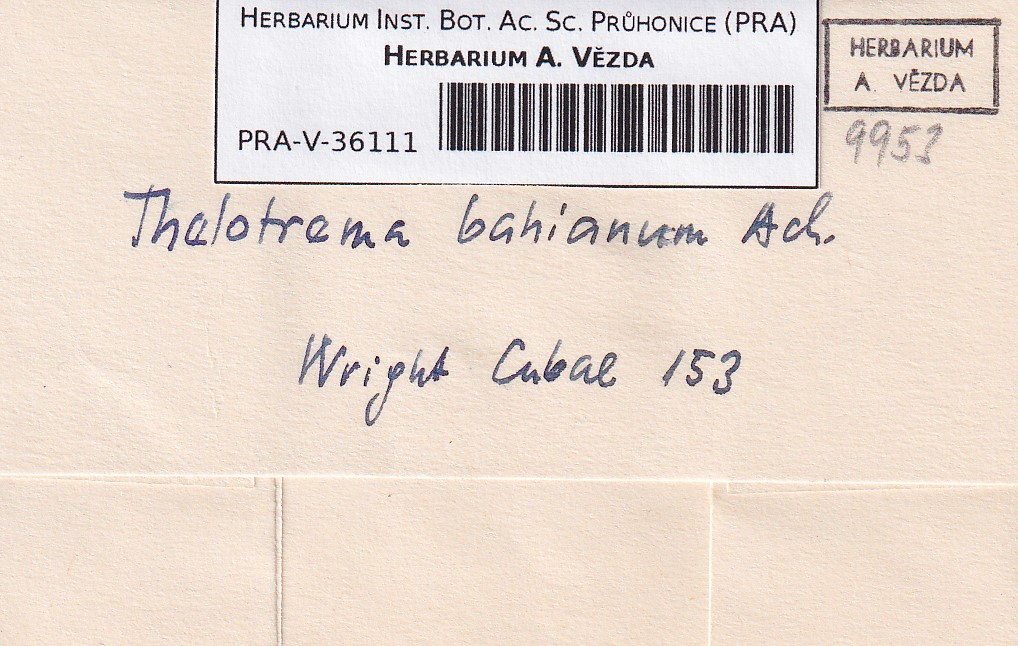 HERBARIUM INST. BOT. AC. SC. PRŮHONICE (PRA)
HERBARIUM A. VĚZDA
PRA-V-36111
HERBARIUM
A. VĚZDA
9953
Thelotrema bahianum Ach.
Wright Cubae 153